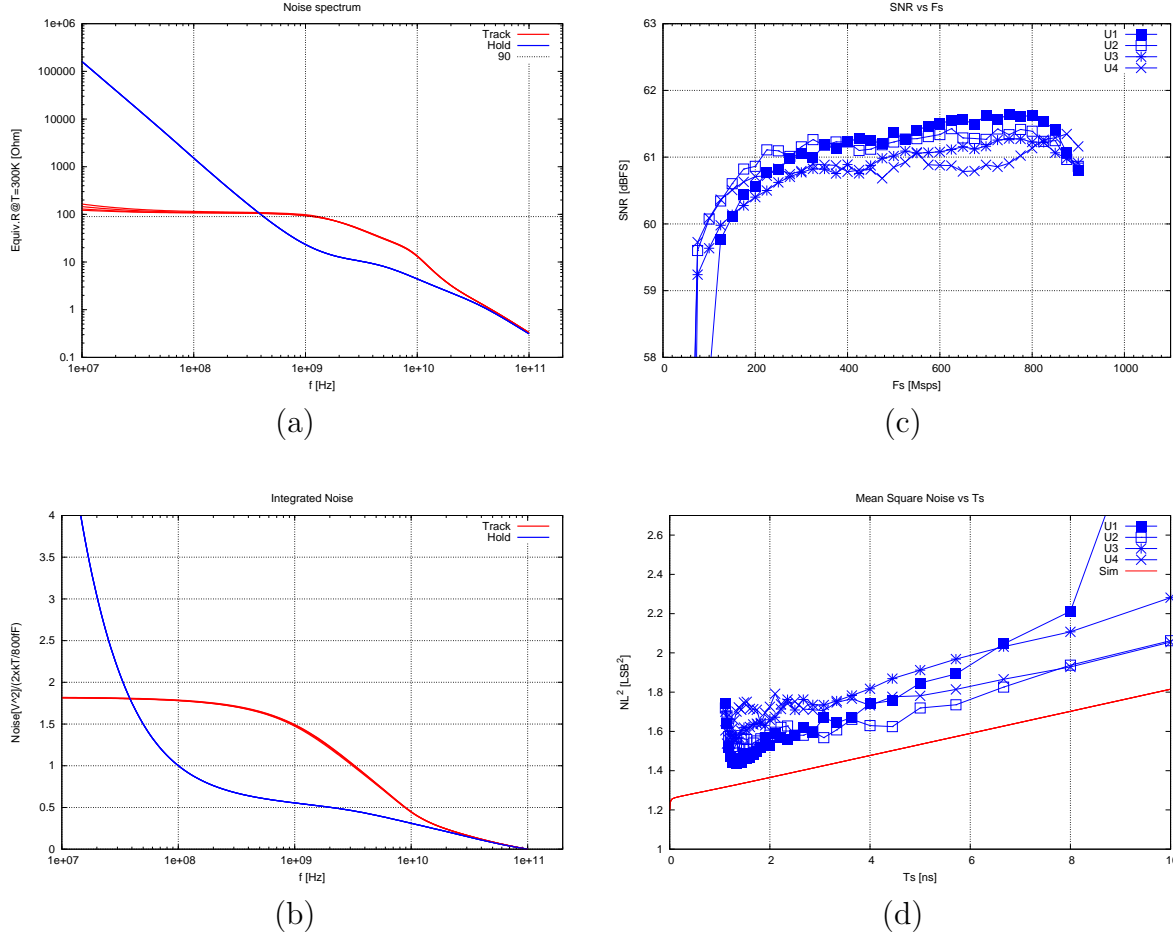 Noise spectrum
1e+06
100000
10000
1000
100
10
1
0.1
Equiv.R @T=300K [Ohm]
Track
Hold
90
1e+07 1e+08 1e+09 1e+10 1e+11
f [Hz]
(a)
SNR vs Fs
63
62
61
60
59
58
SNR [dBFS]
U1
U2
U3
U4
0 200 400 600 800 1000
Fs [Msps]
(c)
Integrated Noise
4
3.5
3
2.5
2
1.5
1
0.5
0
Noise[V^2]/(2xkT/800fF)
Track
Hold
1e+07 1e+08 1e+09 1e+10 1e+11
f [Hz]
(b)
Mean Square Noise vs Ts
2.6
2.4
2.2
2
1.8
1.6
1.4
1.2
1
NL² [LSB²]
U1
U2
U3
U4
Sim
0 2 4 6 8 10
Ts [ns]
(d)